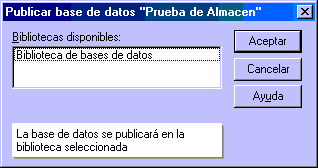 Publicar base de datos "Prueba de Almacen"
Bibliotecas disponibles:
Biblioteca de bases de datos
Aceptar
Cancelar
Ayuda
La base de datos se publicará en la
biblioteca seleccionada